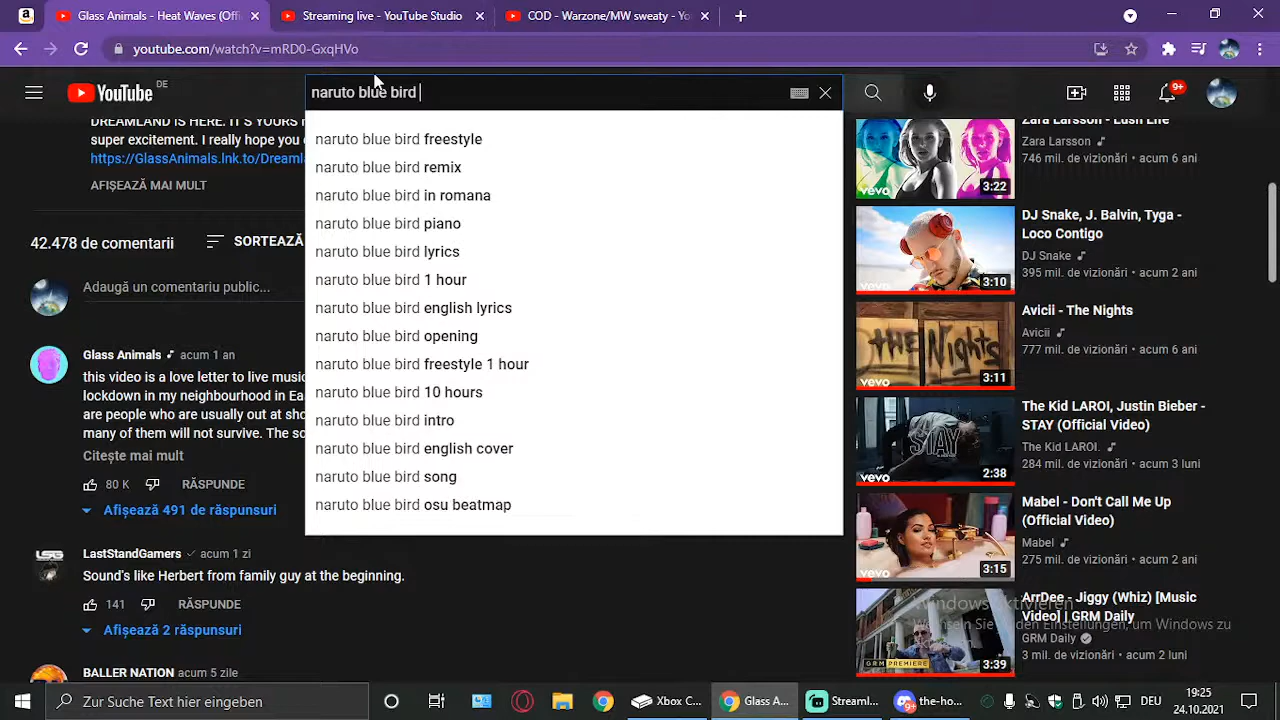 Glass Animals - Heat Waves (Offi
Streaming live - YouTube Studio
COD - Warzone/MW sweaty - Yo
youtube.com/watch?v=mRD0-GxqHVo
YouTube
DE
naruto blue bird
9+
DREAMLAND IS HERE. IT'S YOURS
super excitement. I really hope you
https://GlassAnimals.lnk.to/Dreaml
AFIȘEAZĂ MAI MULT
42.478 de comentarii
SORTEAZĂ
Adaugă un comentariu public...
Glass Animals
acum 1 an
this video is a love letter to live musi
lockdown in my neighbourhood in Ea
are people who are usually out at sho
many of them will not survive. The so
Citește mai mult
80 K
RĂSPUNDE
Afișează 491 de răspunsuri
LastStandGamers
acum 1 zi
Sound's like Herbert from family guy at the beginning.
141
RĂSPUNDE
Afișează 2 răspunsuri
BALLER NATION acum 5 zile
naruto blue bird freestyle
naruto blue bird remix
naruto blue bird in romana
naruto blue bird piano
naruto blue bird lyrics
naruto blue bird 1 hour
naruto blue bird english lyrics
naruto blue bird opening
naruto blue bird freestyle 1 hour
naruto blue bird 10 hours
naruto blue bird intro
naruto blue bird english cover
naruto blue bird song
naruto blue bird osu beatmap
Zara Larsson - Lush Life
Zara Larsson
746 mil de vizionări • acum 6 ani
vevo
3:22
DJ Snake, J. Balvin, Tyga -
Loco Contigo
DJ Snake
395 mil de vizionări • acum 2 ani
3:10
Avicii - The Nights
Avicii
777 mil de vizionări • acum 6 ani
THE Nights
vevo
3:11
The Kid LAROI, Justin Bieber -
STAY (Official Video)
The Kid LAROI.
284 mil de vizionări • acum 3 luni
STAY
2:38
Mabel - Don't Call Me Up
(Official Video)
Mabel
275 mil de vizionări • acum 2 ani
vevo
3:15
ArrDee - Jiggy (Whiz) [Music
Video] | GRM Daily
GRM Daily
3 mil. de vizionări • acum 2 luni
GRM PREMIERE
3:39
Windows aktivieren
Wechseln Sie zu den Einstellungen, um Windows zu
Zur Suche Text hier eingeben
Xbox C...
Glass A...
Streaml...
9+
the-ho...
DEU
19:25
24.10.2021